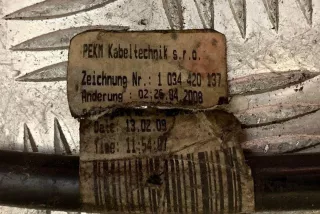 PEKM Kabeltechnik s.r.o.
Zeichnung Nr.: 1 034 420 137
Änderung : 02:26.04 2008
Date: 13.02.09
Time: 11:54:07